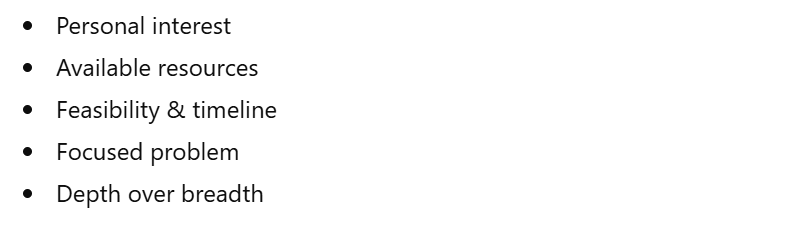 • Personal interest
• Available resources
• Feasibility & timeline
• Focused problem
• Depth over breadth